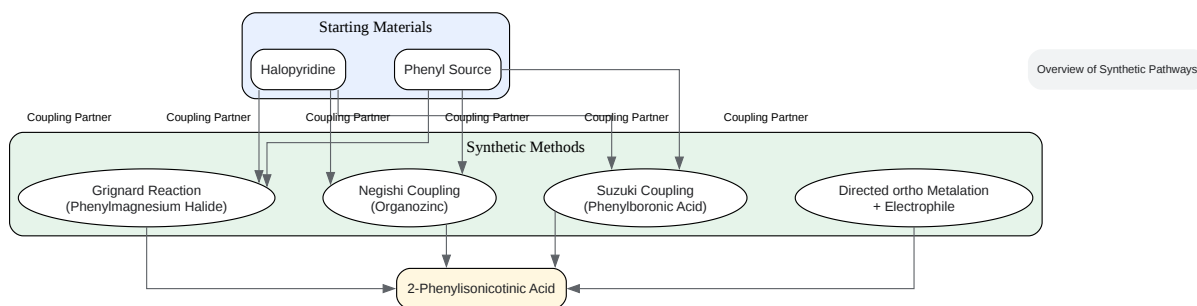 Starting Materials
Halopyridine
Phenyl Source
Overview of Synthetic Pathways
Coupling Partner
Coupling Partner
Coupling Partner
Coupling Partner
Coupling Partner
Coupling Partner
Synthetic Methods
Grignard Reaction
(Phenylmagnesium Halide)
Negishi Coupling
(Organozinc)
Suzuki Coupling
(Phenylboronic Acid)
Directed ortho Metalation
+ Electrophile
2-Phenylisonicotinic Acid